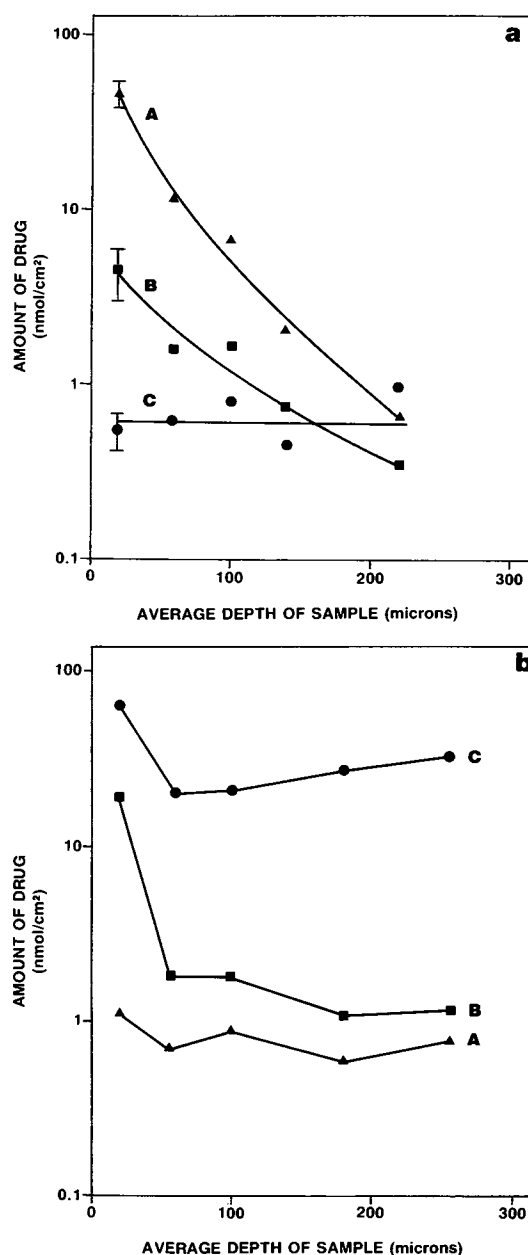 a
100
10
1
0.1
AMOUNT OF DRUG
(nmol/cm²)
A
B
C
0 100 200 300
AVERAGE DEPTH OF SAMPLE (microns)
b
100
10
1
0.1
AMOUNT OF DRUG
(nmol/cm²)
C
B
A
0 100 200 300
AVERAGE DEPTH OF SAMPLE (microns)